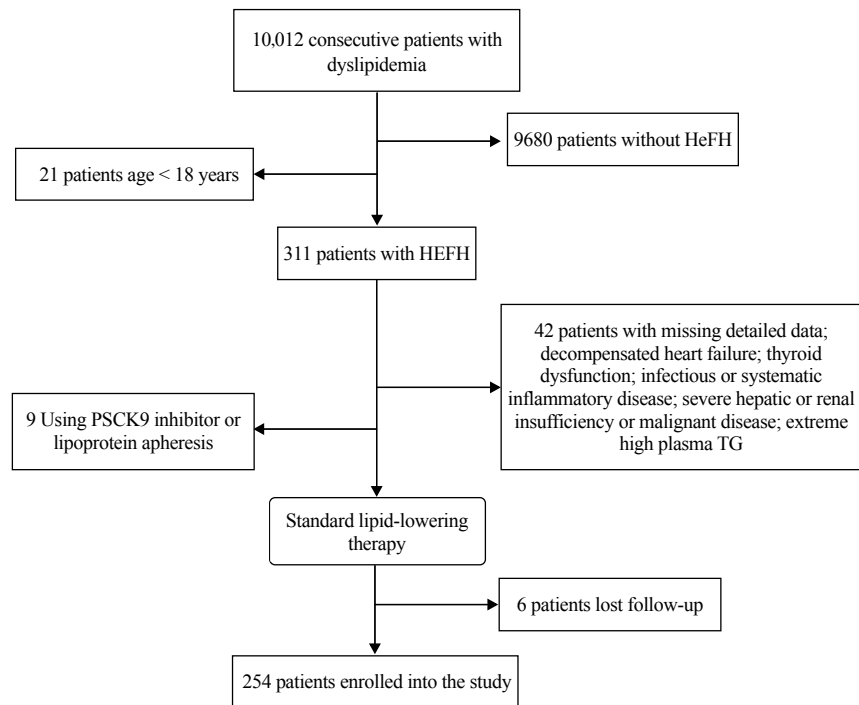 10,012 consecutive patients with
dyslipidemia
9680 patients without HeFH
21 patients age < 18 years
311 patients with HEFH
42 patients with missing detailed data;
decompensated heart failure; thyroid
dysfunction; infectious or systematic
inflammatory disease; severe hepatic or renal
insufficiency or malignant disease; extreme
high plasma TG
9 Using PSCK9 inhibitor or
lipoprotein apheresis
Standard lipid-lowering
therapy
6 patients lost follow-up
254 patients enrolled into the study